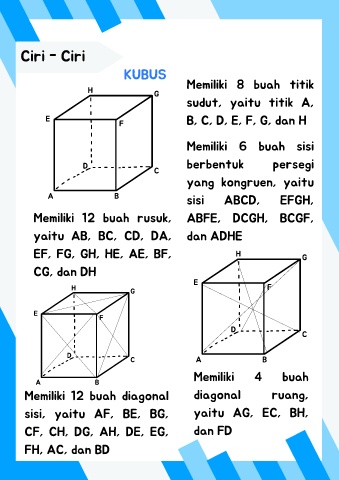 Ciri - Ciri
KUBUS
H
G
E
F
D
C
A
B
Memiliki 12 buah rusuk,
yaitu AB, BC, CD, DA,
EF, FG, GH, HE, AE, BF,
CG, dan DH
H
G
E
F
D
C
A
B
Memiliki 12 buah diagonal
sisi, yaitu AF, BE, BG,
CF, CH, DG, AH, DE, EG,
FH, AC, dan BD
Memiliki 8 buah titik
sudut, yaitu titik A,
B, C, D, E, F, G, dan H
Memiliki 6 buah sisi
berbentuk persegi
yang kongruen, yaitu
sisi ABCD, EFGH,
ABFE, DCGH, BCGF,
dan ADHE
H
G
E
F
D
C
A
B
Memiliki 4 buah
diagonal ruang,
yaitu AG, EC, BH,
dan FD